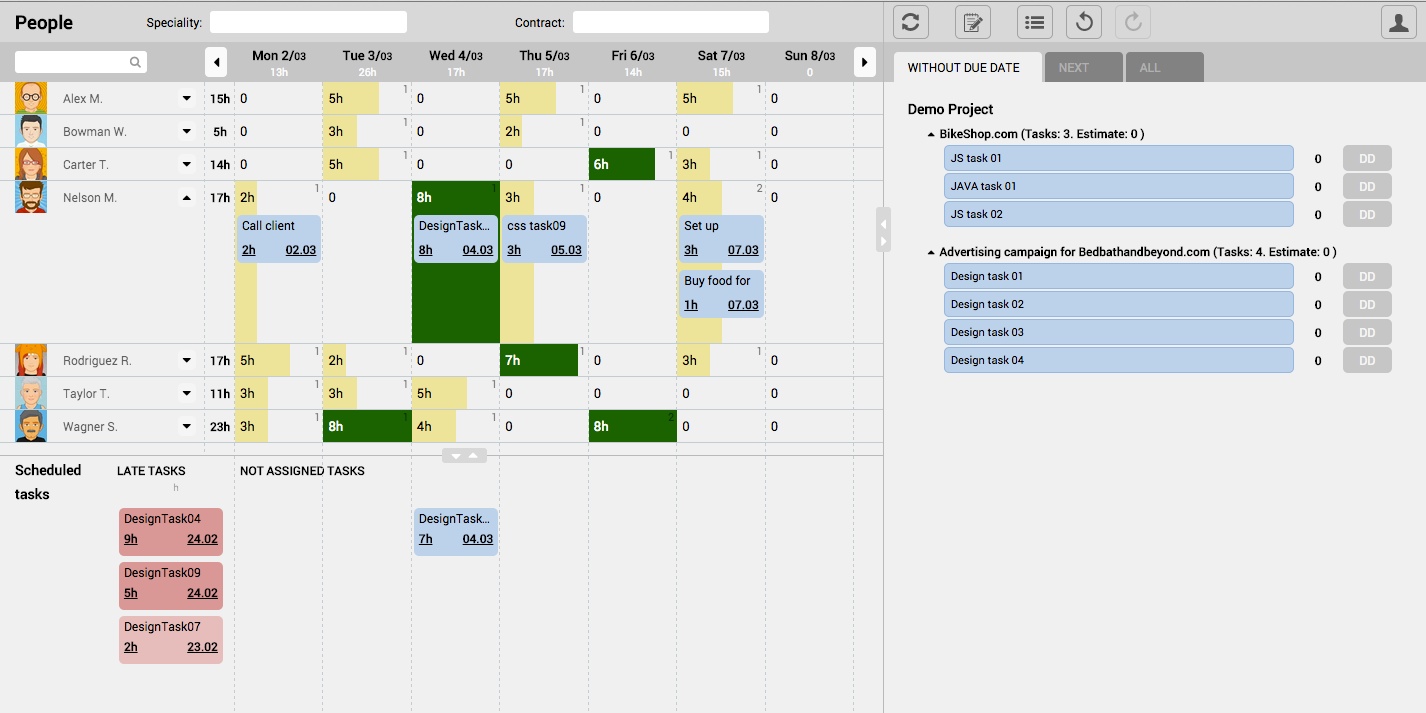 People Speciality: Contract:
Mon 2/03 Tue 3/03 Wed 4/03 Thu 5/03 Fri 6/03 Sat 7/03 Sun 8/03
13h 26h 17h 17h 14h 15h 0
Alex M. 15h 0 5h 1 0 5h 1 0 5h 1 0
Bowman W. 5h 0 3h 1 0 2h 1 0 0 0
Carter T. 14h 0 5h 1 0 0 6h 1 3h 1 0
Nelson M. 17h 2h 1 0 8h 1 3h 1 0 4h 2 0
Call client DesignTask... css task09 Set up
2h 02.03 8h 04.03 3h 05.03 3h 07.03
Buy food for
1h 07.03
Rodriguez R. 17h 5h 1 2h 1 0 7h 1 0 3h 1 0
Taylor T. 11h 3h 1 3h 1 5h 1 0 0 0 0
Wagner S. 23h 3h 1 8h 1 4h 1 0 8h 2 0 0
Scheduled
tasks
LATE TASKS
h
NOT ASSIGNED TASKS
DesignTask04
9h 24.02
DesignTask09
5h 24.02
DesignTask07
2h 23.02
DesignTask...
7h 04.03
WITHOUT DUE DATE NEXT ALL
Demo Project
BikeShop.com (Tasks: 3. Estimate: 0 )
JS task 01 0 DD
JAVA task 01 0 DD
JS task 02 0 DD
Advertising campaign for Bedbathandbeyond.com (Tasks: 4. Estimate: 0 )
Design task 01 0 DD
Design task 02 0 DD
Design task 03 0 DD
Design task 04 0 DD